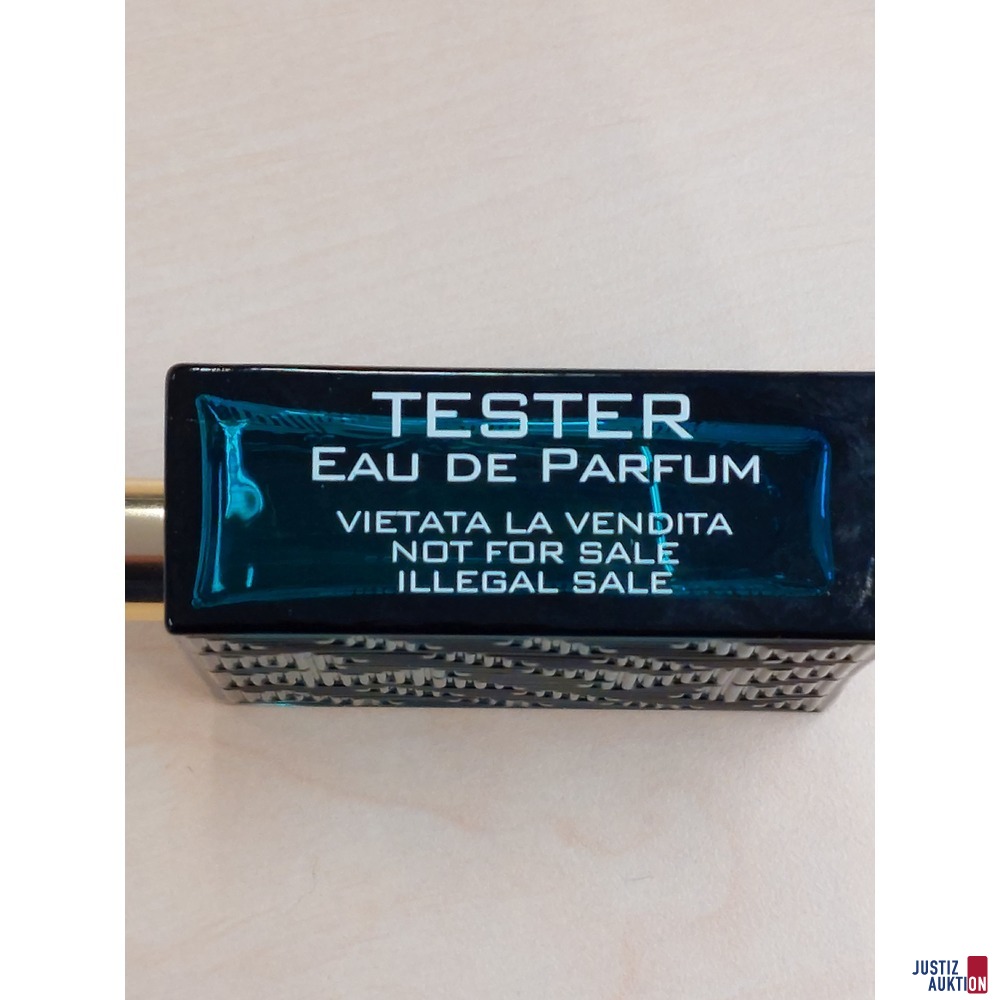 TESTER
EAU DE PARFUM
VIETATA LA VENDITA
NOT FOR SALE
ILLEGAL SALE
JUSTIZ
AUKTION